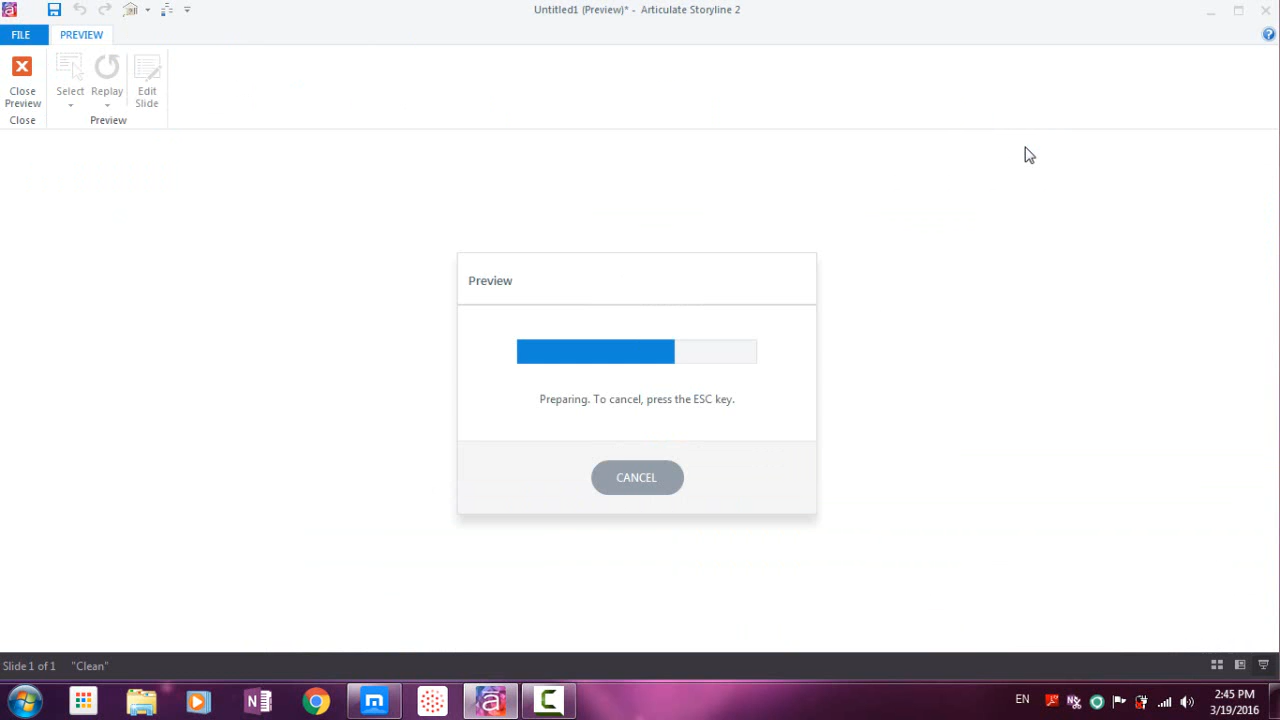 Untitled1 (Preview)* - Articulate Storyline 2
FILE
PREVIEW
Close Preview
Select
Replay
Edit Slide
Close
Preview
Preview
Preparing. To cancel, press the ESC key.
CANCEL
Slide 1 of 1
"Clean"
EN
2:45 PM
3/19/2016